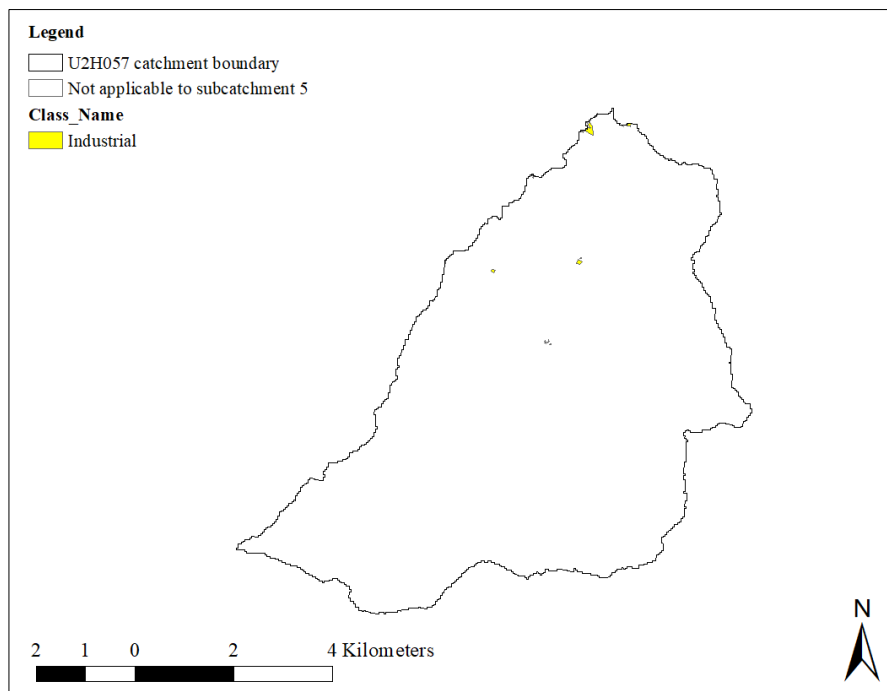 Legend
U2H057 catchment boundary
Not applicable to subcatchment 5
Class_Name
Industrial
2 1 0 2 4 Kilometers
N